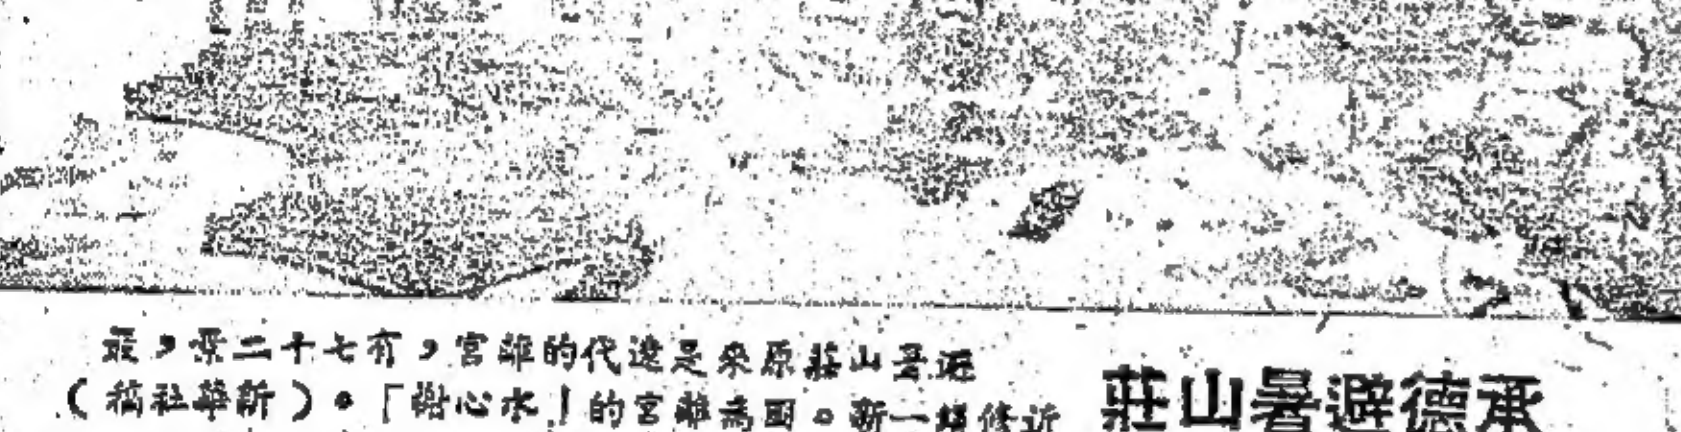 承德避暑山莊
避暑山莊原來是遼代的離宮，有七十二景，最
近修繕一新。圖為離宮的「水心榭」。（新華社稿）